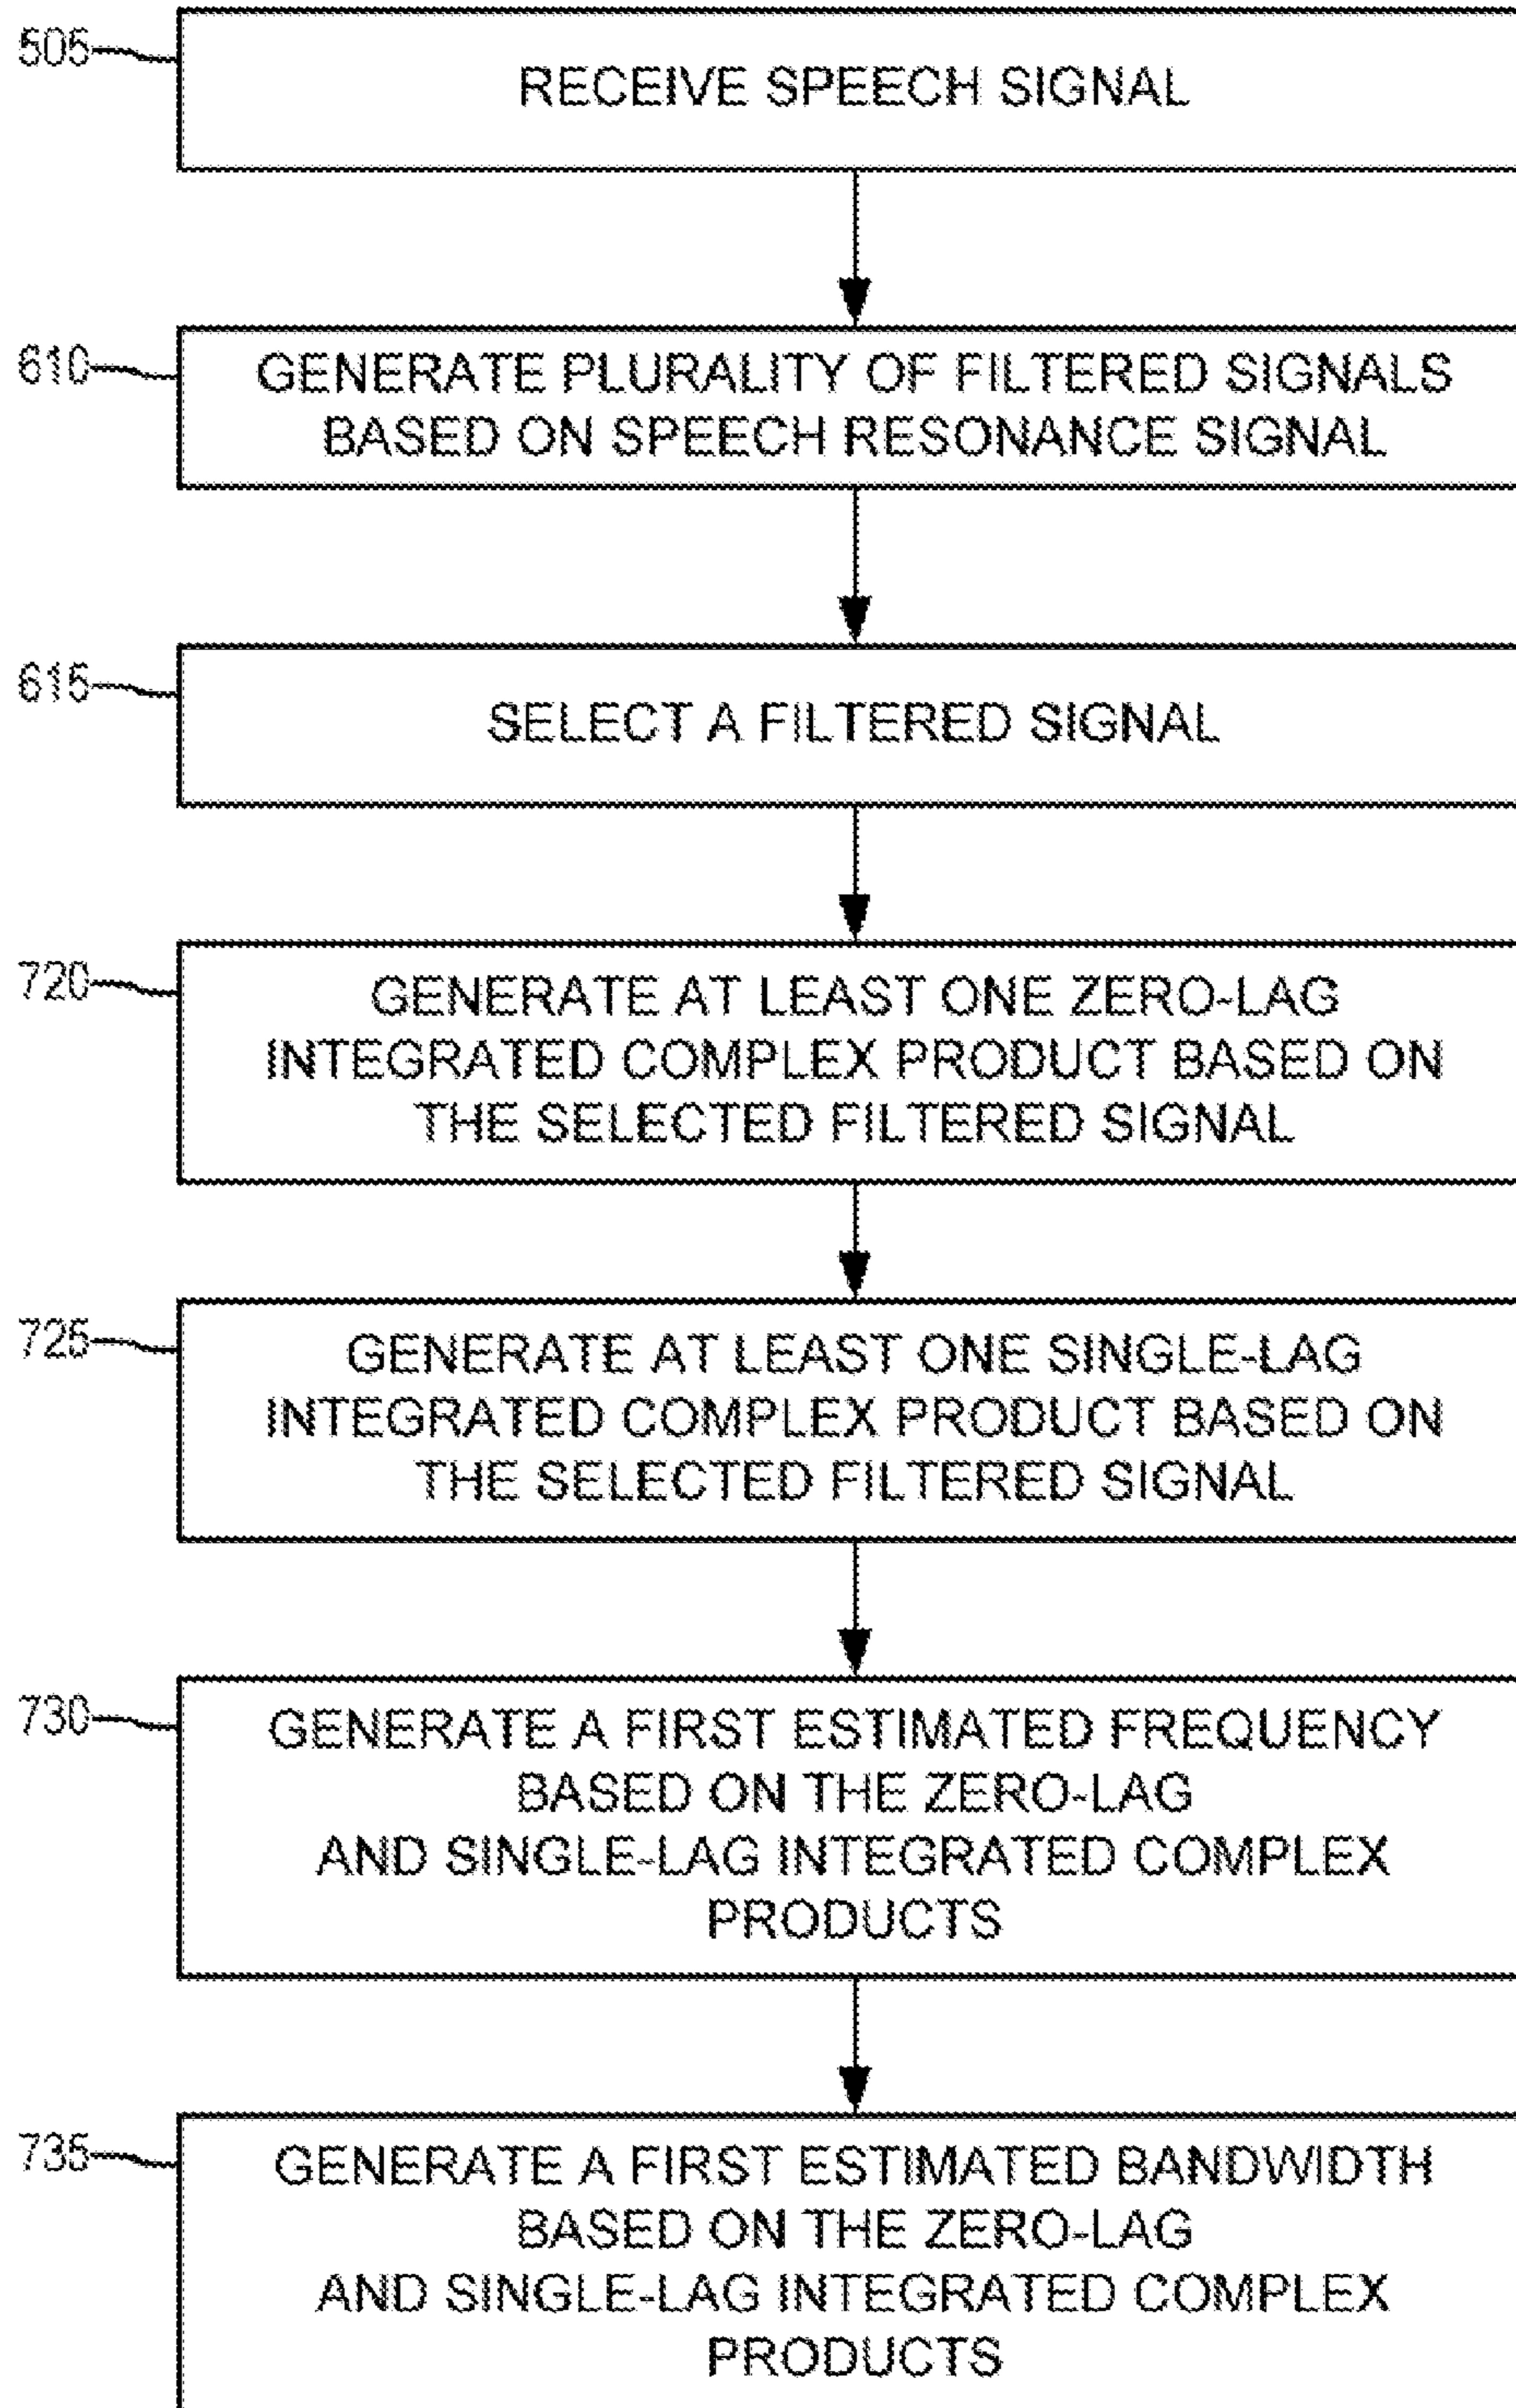 505
RECEIVE SPEECH SIGNAL
610
GENERATE PLURALITY OF FILTERED SIGNALS
BASED ON SPEECH RESONANCE SIGNAL
615
SELECT A FILTERED SIGNAL
720
GENERATE AT LEAST ONE ZERO-LAG
INTEGRATED COMPLEX PRODUCT BASED ON
THE SELECTED FILTERED SIGNAL
725
GENERATE AT LEAST ONE SINGLE-LAG
INTEGRATED COMPLEX PRODUCT BASED ON
THE SELECTED FILTERED SIGNAL
730
GENERATE A FIRST ESTIMATED FREQUENCY
BASED ON THE ZERO-LAG
AND SINGLE-LAG INTEGRATED COMPLEX
PRODUCTS
735
GENERATE A FIRST ESTIMATED BANDWIDTH
BASED ON THE ZERO-LAG
AND SINGLE-LAG INTEGRATED COMPLEX
PRODUCTS